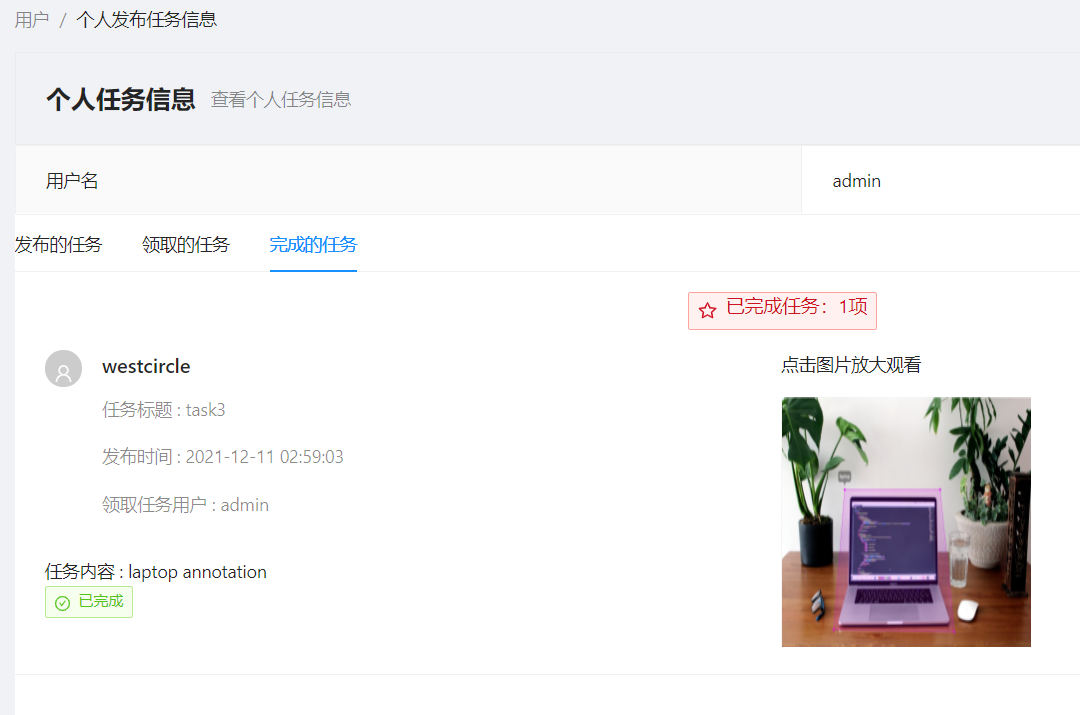 用户 / 个人发布任务信息
个人任务信息 查看个人任务信息
用户名 admin
发布的任务 领取的任务 完成的任务
已完成任务：1项
westcircle
点击图片放大观看
任务标题 : task3
发布时间 : 2021-12-11 02:59:03
领取任务用户 : admin
任务内容 : laptop annotation
已完成